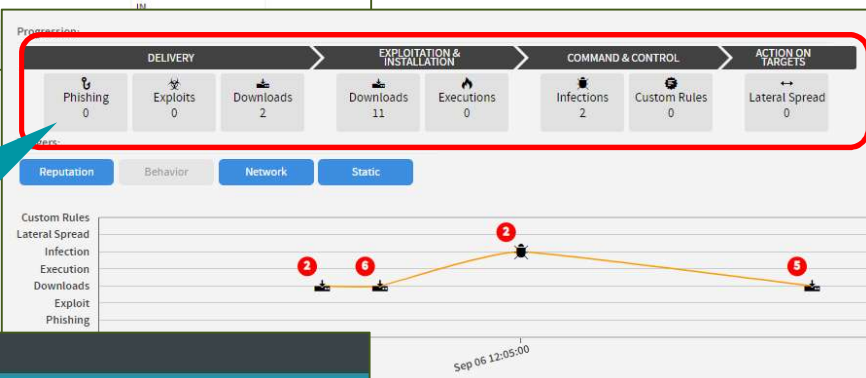 IN
Progression:
DELIVERY
EXPLOITATION &
INSTALLATION
COMMAND & CONTROL
ACTION ON
TARGETS
Phishing
0
Exploits
0
Downloads
2
Downloads
11
Executions
0
Infections
2
Custom Rules
0
Lateral Spread
0
Reputation
Behavior
Network
Static
Custom Rules
Lateral Spread
Infection
Execution
Downloads
Exploit
Phishing
2
6
2
5
Sep 06 12:05:00